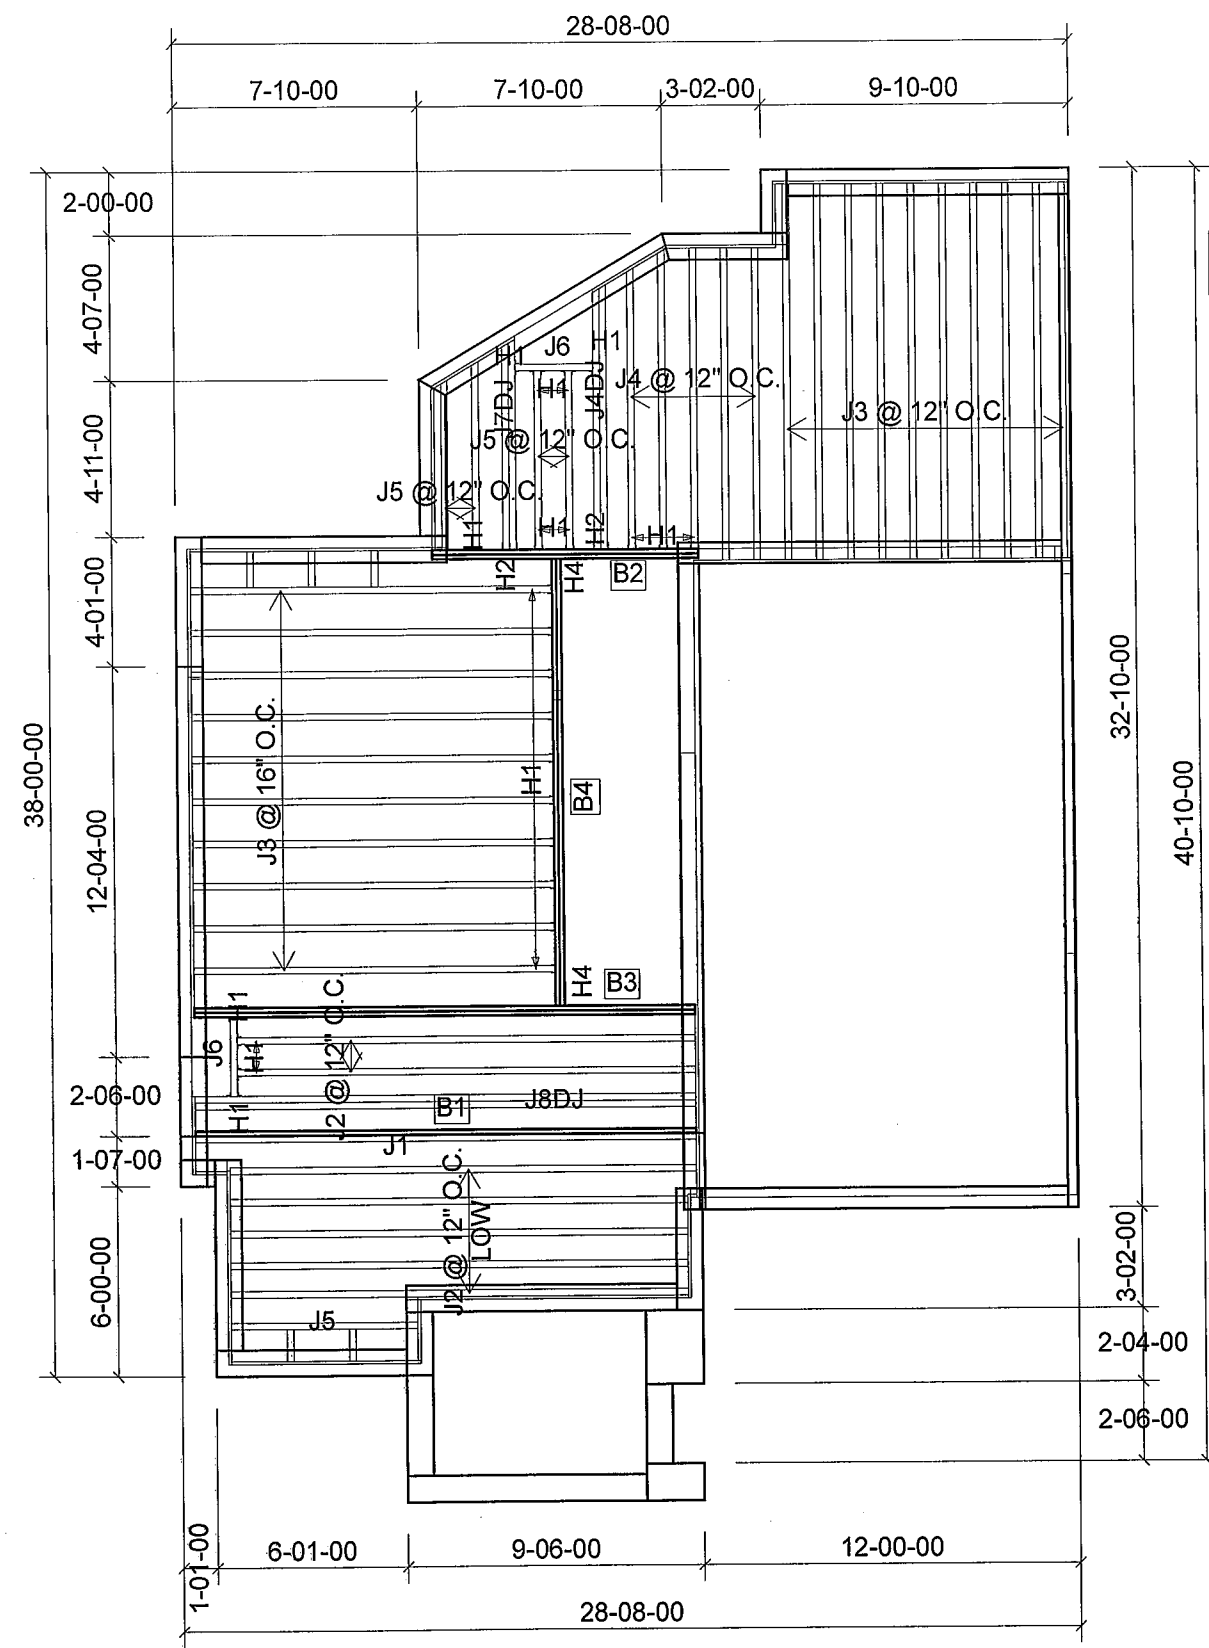 28-08-00
7-10-00
7-10-00
3-02-00
9-10-00
2-00-00
4-07-00
4-11-00
4-01-00
12-04-00
2-06-00
1-07-00
6-00-00
38-00-00
32-10-00
40-10-00
3-02-00
2-04-00
2-06-00
H1
J6
H1
J7DJ
H1
J4DJ
J4 @ 12" O.C.
J3 @ 12" O.C.
J5 @ 12" O.C.
J5 @ 12" O.C.
H1
H1
H2
H1
H2
H4
B2
J3 @ 16" O.C.
H1
B4
H4
B3
H1
J6
H1
J2 @ 12" O.C.
H1
B1
J8DJ
J1
J2 @ 12" O.C.
LOW
J5
1-01-00
6-01-00
9-06-00
12-00-00
28-08-00